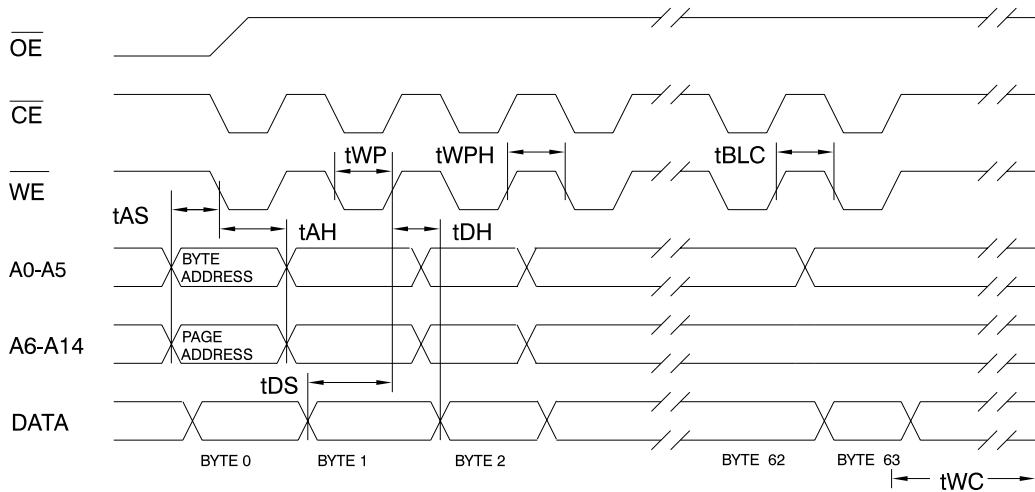 OE
CE
tWP tWPH tBLC
WE
tAS
tAH tDH
A0-A5
BYTE
ADDRESS
A6-A14
PAGE
ADDRESS
tDS
DATA
BYTE 0 BYTE 1 BYTE 2 BYTE 62 BYTE 63
tWC